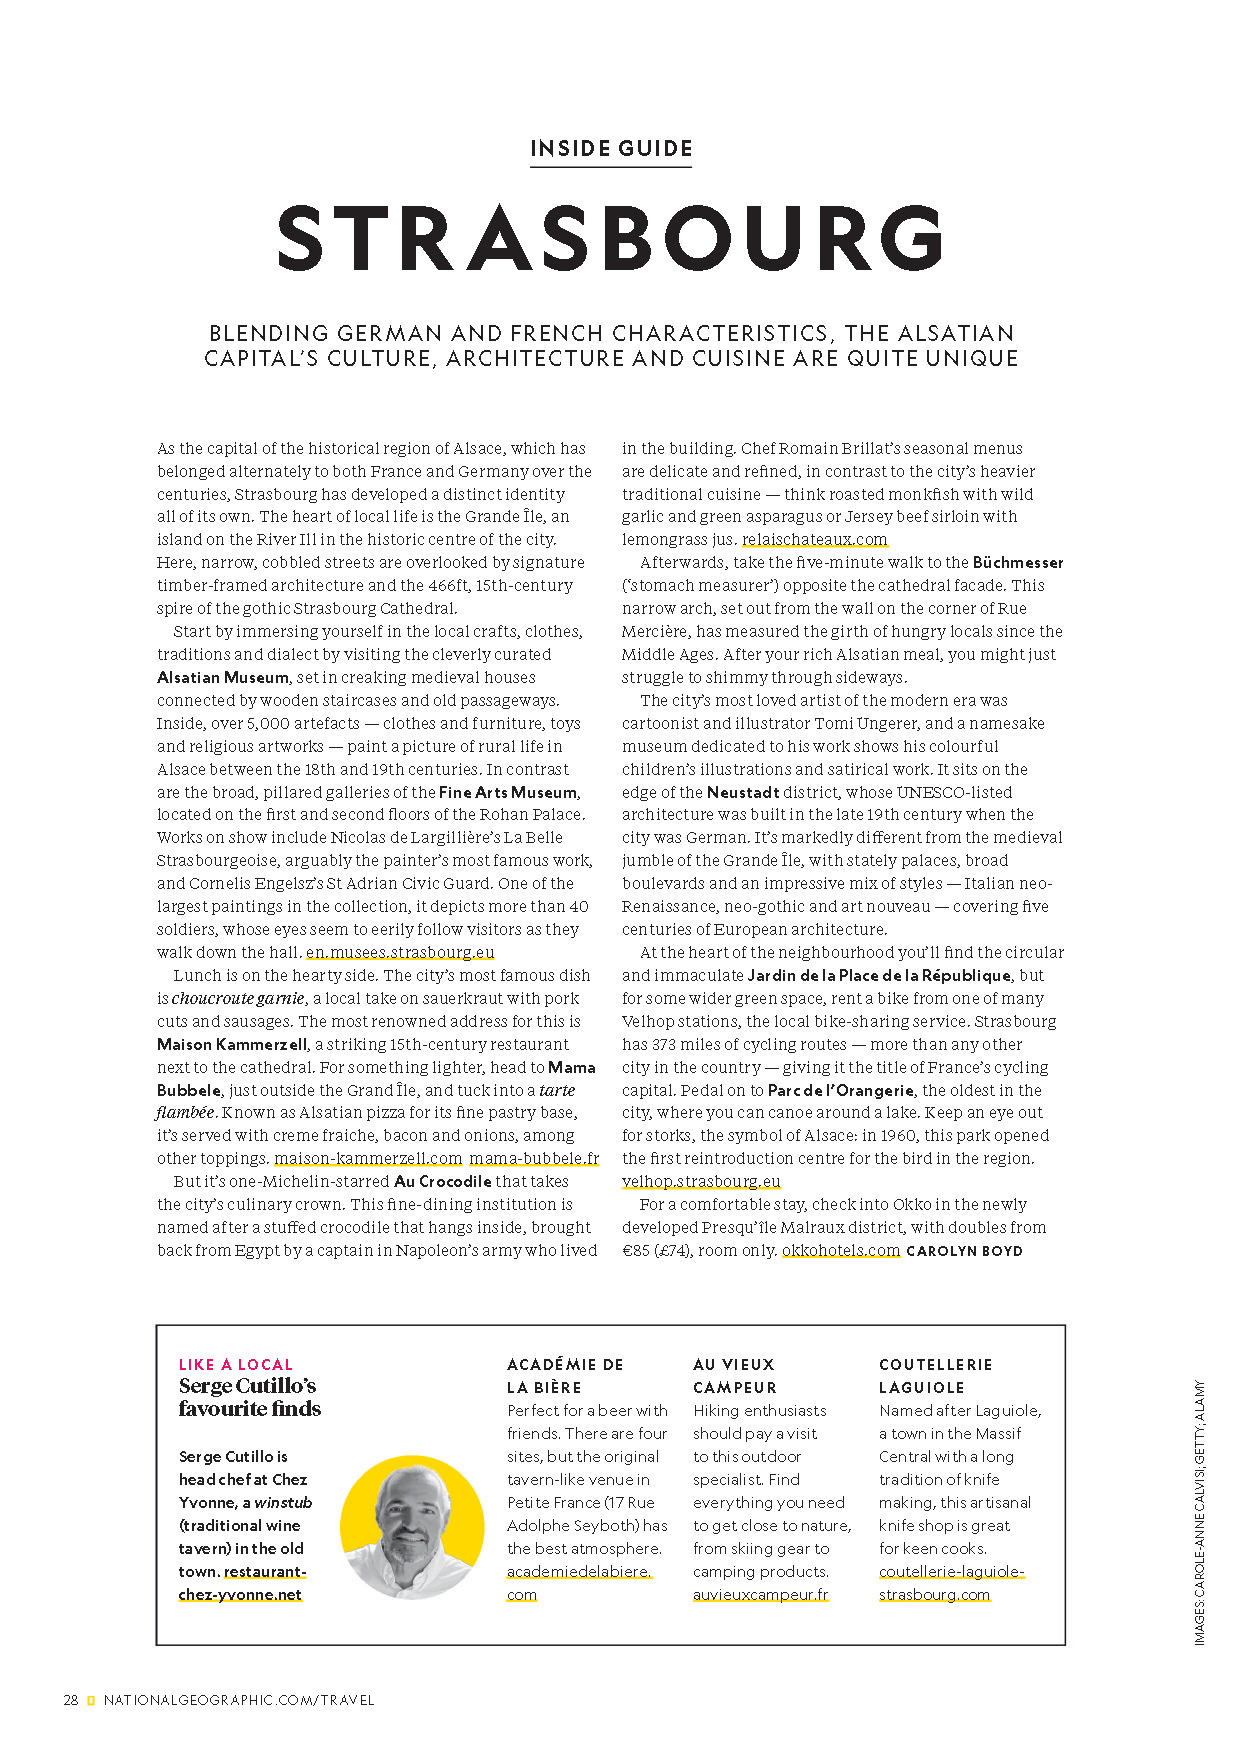 INSIDE GUIDE
STRASBOURG
BLENDING GERMAN AND FRENCH CHARACTERISTICS, THE ALSATIAN
CAPITAL’S CULTURE, ARCHITECTURE AND CUISINE ARE QUITE UNIQUE
As the capital of the historical region of Alsace, which has
belonged alternately to both France and Germany over the
centuries, Strasbourg has developed a distinct identity
all of its own. The heart of local life is the Grande Île, an
island on the River Ill in the historic centre of the city.
Here, narrow, cobbled streets are overlooked by signature
timber-framed architecture and the 466ft, 15th-century
spire of the gothic Strasbourg Cathedral.
Start by immersing yourself in the local crafts, clothes,
traditions and dialect by visiting the cleverly curated
Alsatian Museum, set in creaking medieval houses
connected by wooden staircases and old passageways.
Inside, over 5,000 artefacts — clothes and furniture, toys
and religious artworks — paint a picture of rural life in
Alsace between the 18th and 19th centuries. In contrast
are the broad, pillared galleries of the Fine Arts Museum,
located on the first and second floors of the Rohan Palace.
Works on show include Nicolas de Largillière’s La Belle
Strasbourgeoise, arguably the painter’s most famous work,
and Cornelis Engelsz’s St Adrian Civic Guard. One of the
largest paintings in the collection, it depicts more than 40
soldiers, whose eyes seem to eerily follow visitors as they
walk down the hall. en.musees.strasbourg.eu
Lunch is on the hearty side. The city’s most famous dish
is choucroute garnie, a local take on sauerkraut with pork
cuts and sausages. The most renowned address for this is
Maison Kammerzell, a striking 15th-century restaurant
next to the cathedral. For something lighter, head to Mama
Bubbele, just outside the Grand Île, and tuck into a tarte
flambée. Known as Alsatian pizza for its fine pastry base,
it’s served with creme fraiche, bacon and onions, among
other toppings. maison-kammerzell.com mama-bubbele.fr
But it’s one-Michelin-starred Au Crocodile that takes
the city’s culinary crown. This fine-dining institution is
named after a stuffed crocodile that hangs inside, brought
back from Egypt by a captain in Napoleon’s army who lived
in the building. Chef Romain Brillat’s seasonal menus
are delicate and refined, in contrast to the city’s heavier
traditional cuisine — think roasted monkfish with wild
garlic and green asparagus or Jersey beef sirloin with
lemongrass jus. relaischateaux.com
Afterwards, take the five-minute walk to the Büchmesser
(‘stomach measurer’) opposite the cathedral facade. This
narrow arch, set out from the wall on the corner of Rue
Mercière, has measured the girth of hungry locals since the
Middle Ages. After your rich Alsatian meal, you might just
struggle to shimmy through sideways.
The city’s most loved artist of the modern era was
cartoonist and illustrator Tomi Ungerer, and a namesake
museum dedicated to his work shows his colourful
children’s illustrations and satirical work. It sits on the
edge of the Neustadt district, whose UNESCO-listed
architecture was built in the late 19th century when the
city was German. It’s markedly different from the medieval
jumble of the Grande Île, with stately palaces, broad
boulevards and an impressive mix of styles — Italian neo-
Renaissance, neo-gothic and art nouveau — covering five
centuries of European architecture.
At the heart of the neighbourhood you’ll find the circular
and immaculate Jardin de la Place de la République, but
for some wider green space, rent a bike from one of many
Velhop stations, the local bike-sharing service. Strasbourg
has 373 miles of cycling routes — more than any other
city in the country — giving it the title of France’s cycling
capital. Pedal on to Parc de l’Orangerie, the oldest in the
city, where you can canoe around a lake. Keep an eye out
for storks, the symbol of Alsace: in 1960, this park opened
the first reintroduction centre for the bird in the region.
velhop.strasbourg.eu
For a comfortable stay, check into Okko in the newly
developed Presqu’île Malraux district, with doubles from
€85 (£74), room only. okkohotels.com CAROLYN BOYD
LIKE A LOCAL
Serge Cutillo’s
favourite finds
Serge Cutillo is
head chef at Chez
Yvonne, a winstub
(traditional wine
tavern) in the old
town. restaurant-
chez-yvonne.net
ACADÉMIE DE
LA BIÈRE
Perfect for a beer with
friends. There are four
sites, but the original
tavern-like venue in
Petite France (17 Rue
Adolphe Seyboth) has
the best atmosphere.
academiedelabiere.
com
AU VIEUX
CAMPEUR
Hiking enthusiasts
should pay a visit
to this outdoor
specialist. Find
everything you need
to get close to nature,
from skiing gear to
camping products.
auvieuxcampeur.fr
COUTELLERIE
LAGUIOLE
Named after Laguiole,
a town in the Massif
Central with a long
tradition of knife
making, this artisanal
knife shop is great
for keen cooks.
coutellerie-laguiole-
strasbourg.com
IMAGES: CAROLE-ANNE CALVISI; GETTY; ALAMY
28 NATIONALGEOGRAPHIC.COM/TRAVEL